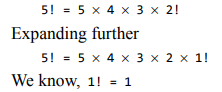 5! = 5 × 4 × 3 × 2!
Expanding further
5! = 5 × 4 × 3 × 2 × 1!
We know, 1! = 1